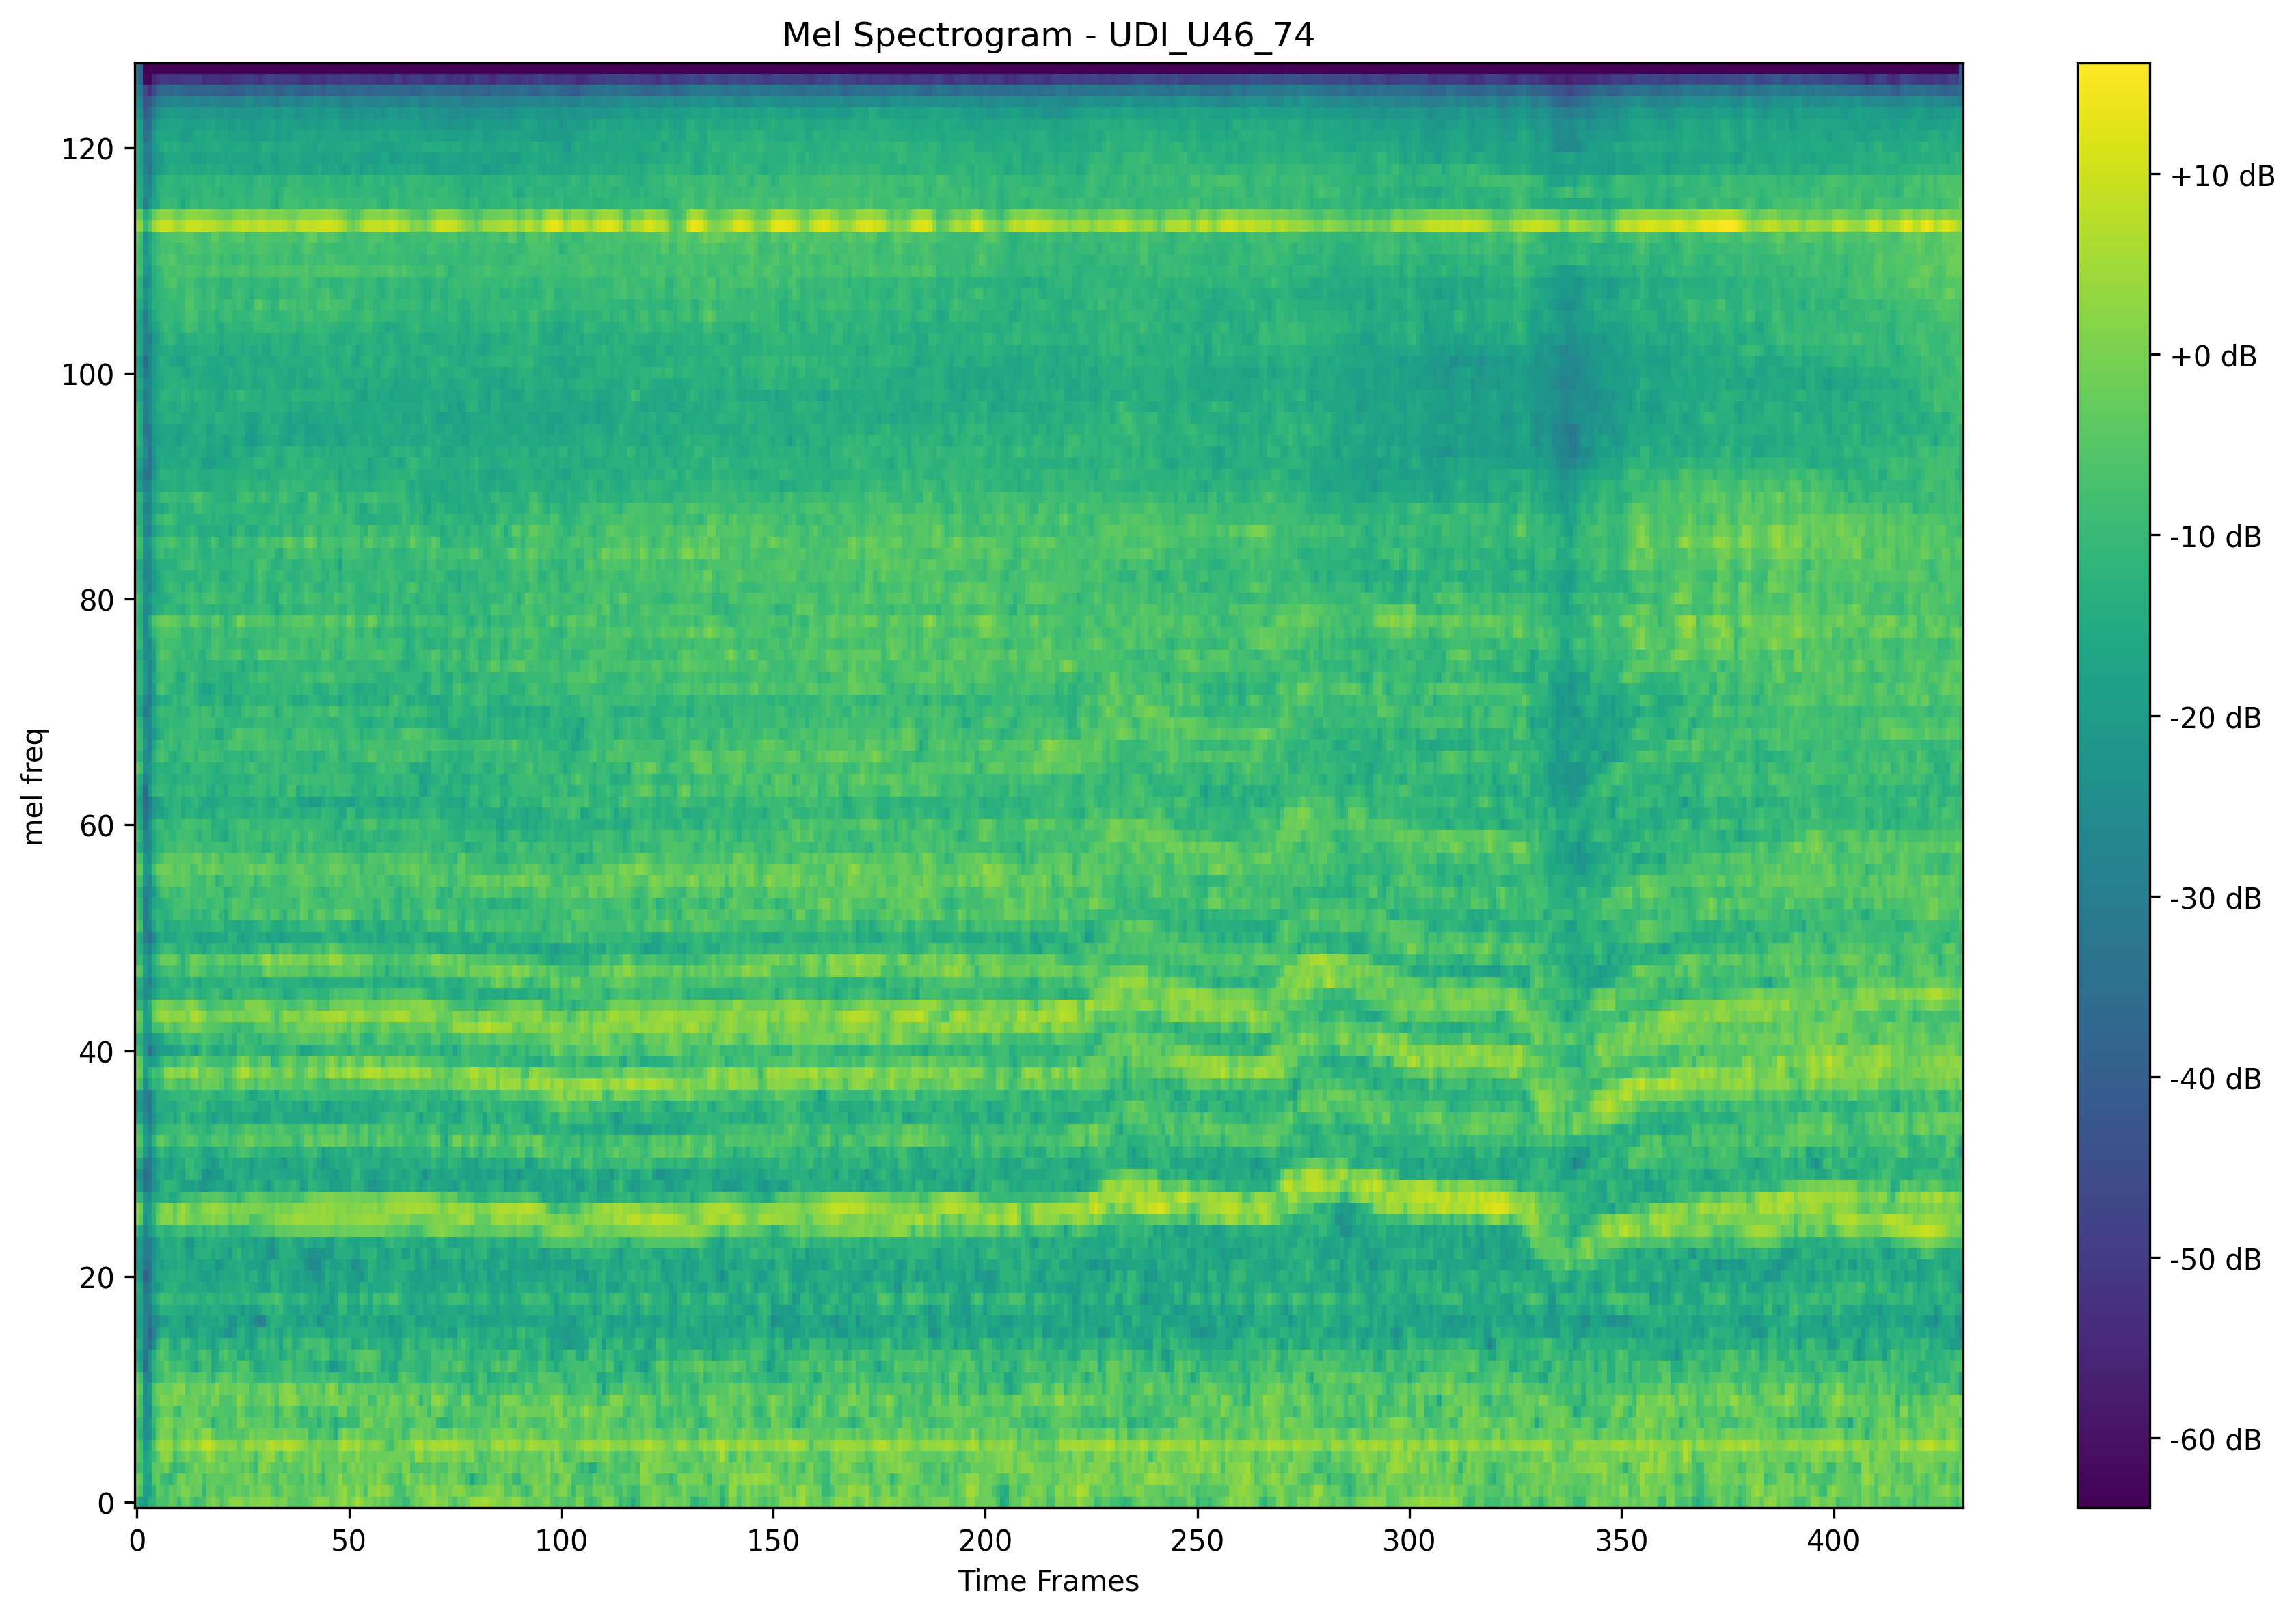 Mel Spectrogram - UDI_U46_74
mel freq
120
100
80
60
40
20
0
0 50 100 150 200 250 300 350 400
Time Frames
+10 dB
+0 dB
-10 dB
-20 dB
-30 dB
-40 dB
-50 dB
-60 dB